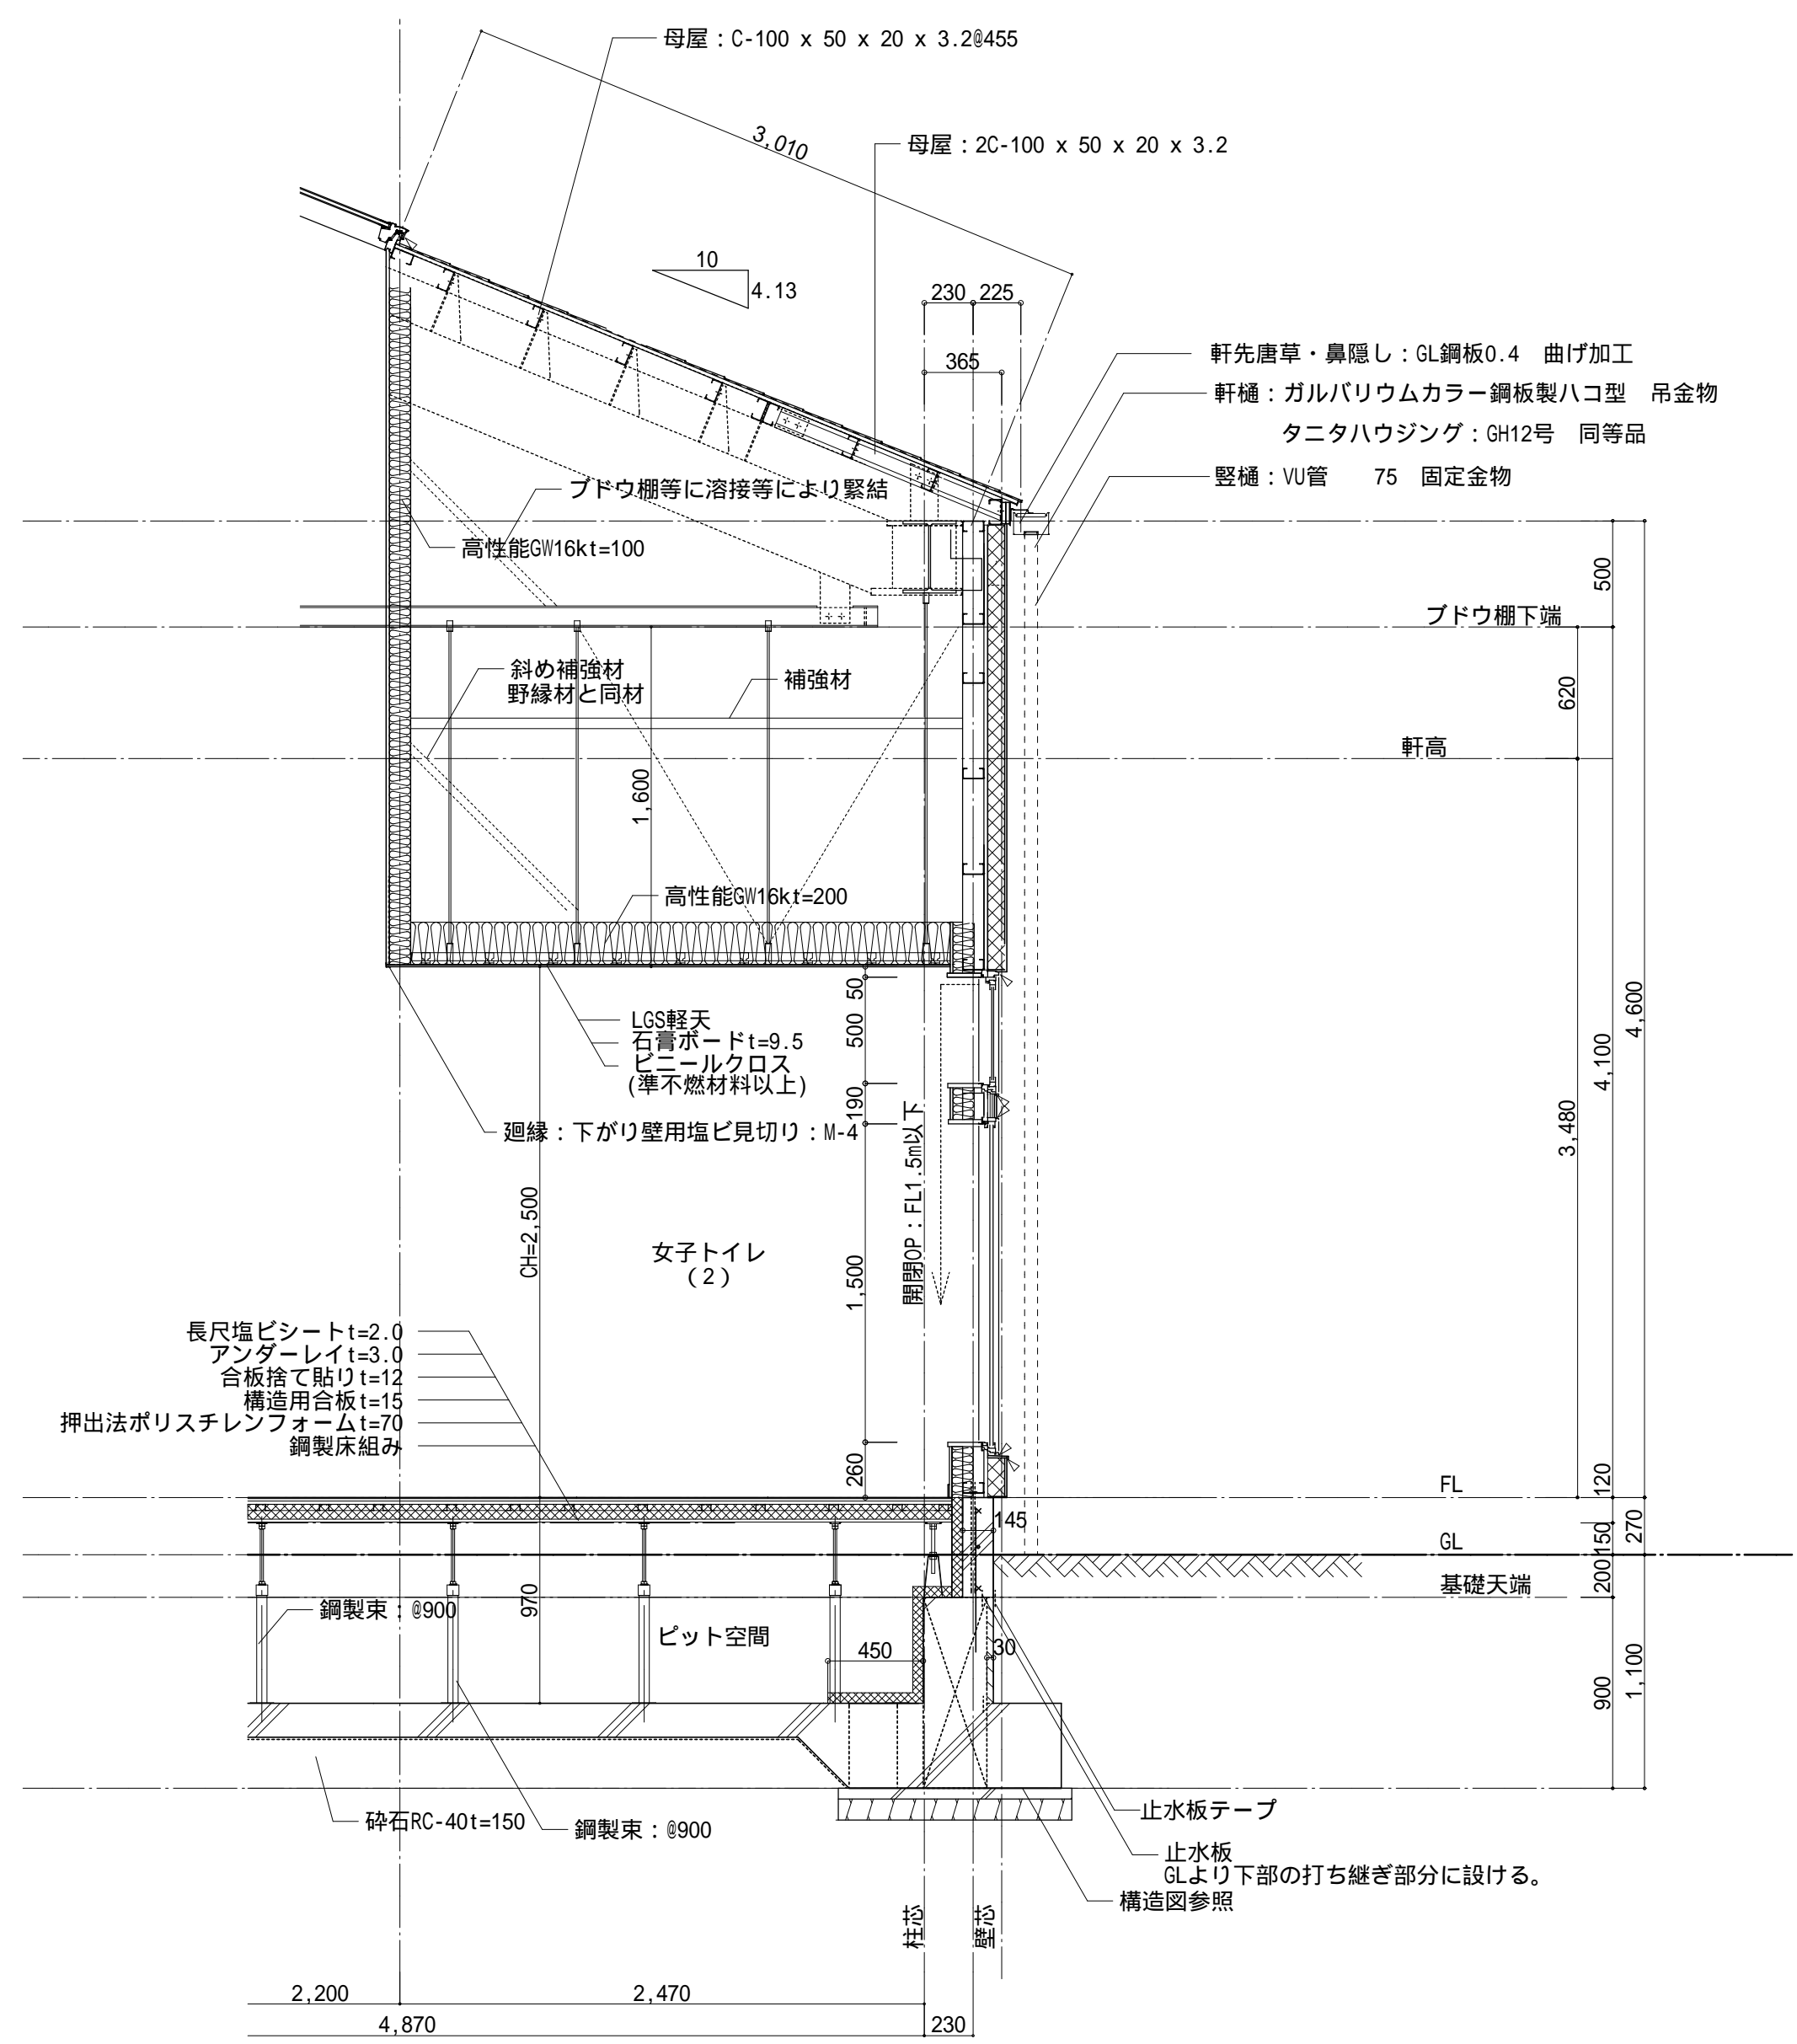 母屋：C-100 x 50 x 20 x 3.2@455
3,010
母屋：2C-100 x 50 x 20 x 3.2
10
4.13
230
225
365
軒先唐草・鼻隠し：GL鋼板0.4　曲げ加工
軒樋：ガルバリウムカラー鋼板製ハコ型　吊金物
タニタハウジング：GH12号　同等品
竪樋：VU管　　75　固定金物
ブドウ棚等に溶接等により緊結
高性能GW16kt=100
500
ブドウ棚下端
斜め補強材
野縁材と同材
補強材
620
軒高
1,600
高性能GW16kt=200
50
LGS軽天
石膏ボードt=9.5
ビニールクロス
(準不燃材料以上)
500
4,600
4,100
190
廻縁：下がり壁用塩ビ見切り：M-4
3,480
開閉OP：FL1.5m以下
CH=2,500
女子トイレ
（2）
1,500
長尺塩ビシートt=2.0
アンダーレイt=3.0
合板捨て貼りt=12
構造用合板t=15
押出法ポリスチレンフォームt=70
鋼製床組み
260
FL
120
145
270
150
GL
200
基礎天端
970
鋼製束：@900
ピット空間
450
30
900
1,100
砕石RC-40t=150
鋼製束：@900
止水板テープ
止水板
GLより下部の打ち継ぎ部分に設ける。
構造図参照
柱芯
壁芯
2,200
2,470
4,870
230